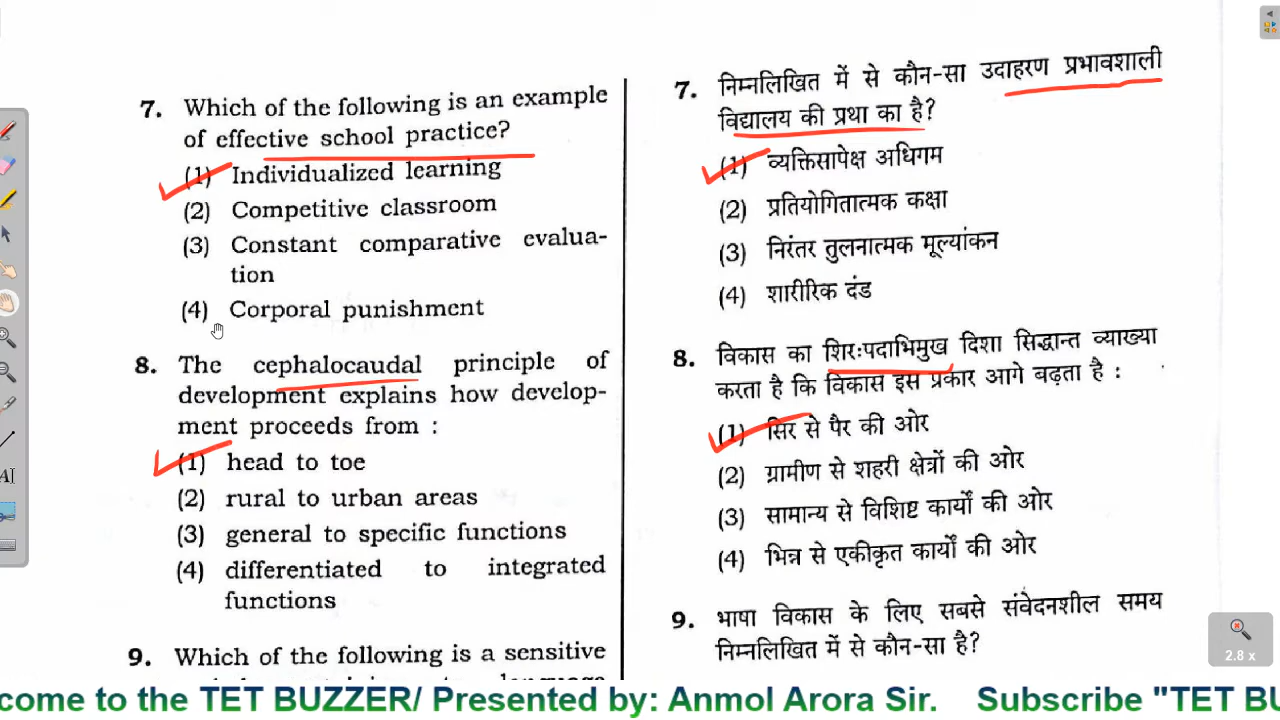 7. Which of the following is an example
of effective school practice?
(1) Individualized learning
(2) Competitive classroom
(3) Constant comparative evalua-
tion
(4) Corporal punishment
8. The cephalocaudal principle of
development explains how develop-
ment proceeds from :
(1) head to toe
(2) rural to urban areas
(3) general to specific functions
(4) differentiated to integrated
functions
9. Which of the following is a sensitive
language
7. निम्नलिखित में से कौन-सा उदाहरण प्रभावशाली
विद्यालय की प्रथा का है?
(1) व्यक्तिसापेक्ष अधिगम
(2) प्रतियोगितात्मक कक्षा
(3) निरंतर तुलनात्मक मूल्यांकन
(4) शारीरिक दंड
8. विकास का शिरःपदाभिमुख दिशा सिद्धान्त व्याख्या
करता है कि विकास इस प्रकार आगे बढ़ता है :
(1) सिर से पैर की ओर
(2) ग्रामीण से शहरी क्षेत्रों की ओर
(3) सामान्य से विशिष्ट कार्यों की ओर
(4) भिन्न से एकीकृत कार्यों की ओर
9. भाषा विकास के लिए सबसे संवेदनशील समय
निम्नलिखित में से कौन-सा है?
AI
2.8 x
come to the TET BUZZER/ Presented by: Anmol Arora Sir. Subscribe "TET BU